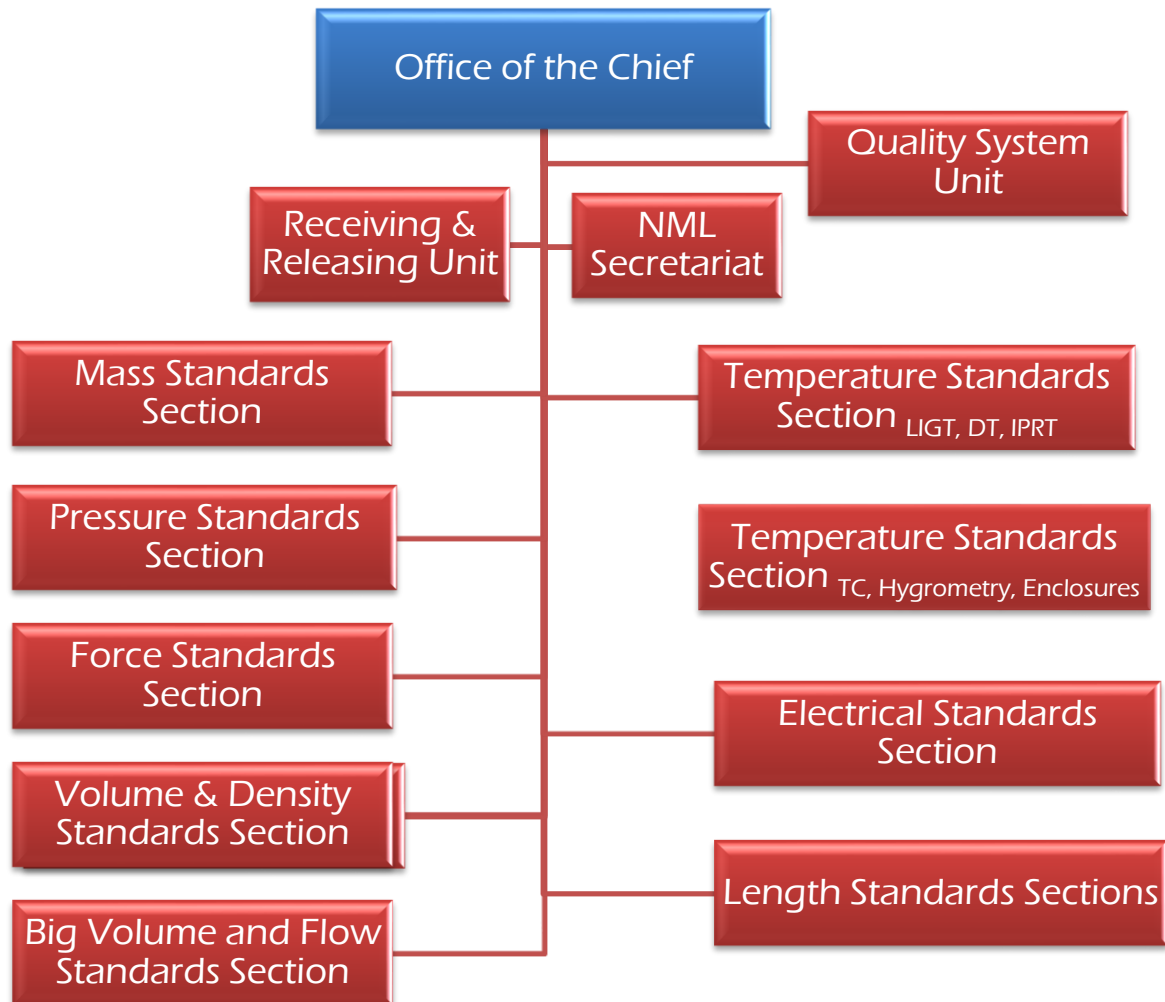 Office of the Chief
Quality System
Unit
Receiving &
Releasing Unit
NML
Secretariat
Mass Standards
Section
Temperature Standards
Section LIGT, DT, IPRT
Pressure Standards
Section
Temperature Standards
Section TC, Hygrometry, Enclosures
Force Standards
Section
Electrical Standards
Section
Volume & Density
Standards Section
Length Standards Sections
Big Volume and Flow
Standards Section